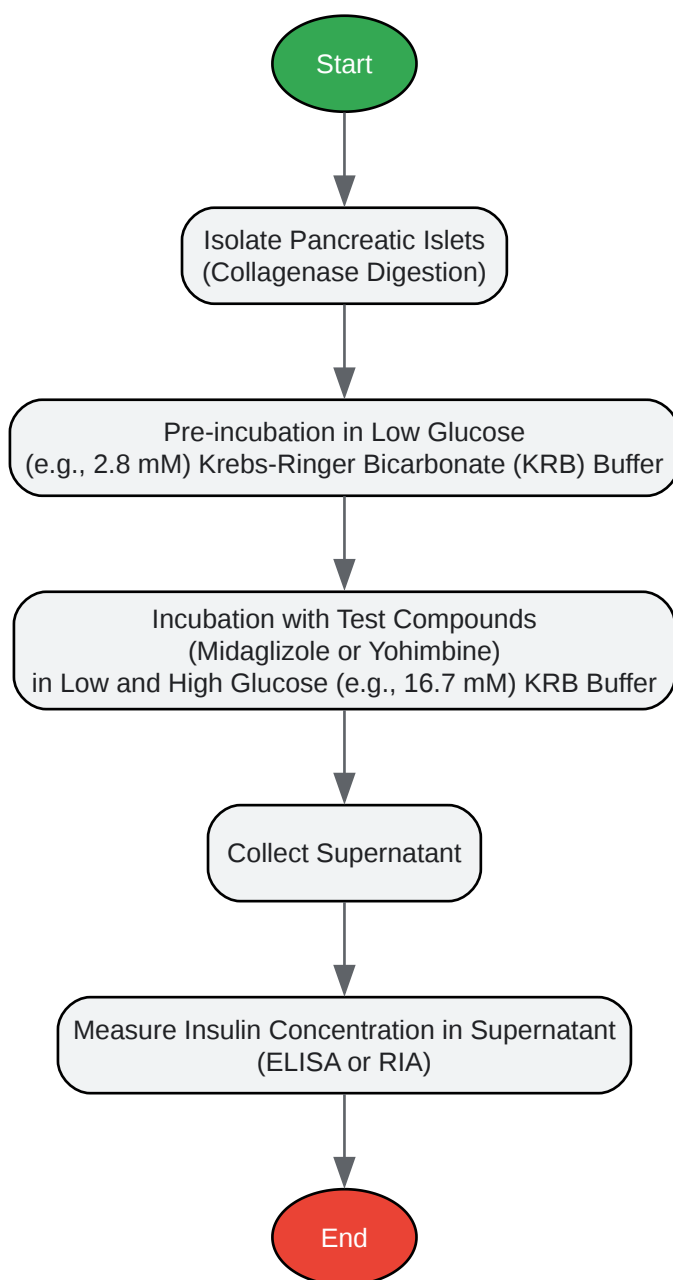 Start
Isolate Pancreatic Islets
(Collagenase Digestion)
Pre-incubation in Low Glucose
(e.g., 2.8 mM) Krebs-Ringer Bicarbonate (KRB) Buffer
Incubation with Test Compounds
(Midaglizole or Yohimbine)
in Low and High Glucose (e.g., 16.7 mM) KRB Buffer
Collect Supernatant
Measure Insulin Concentration in Supernatant
(ELISA or RIA)
End